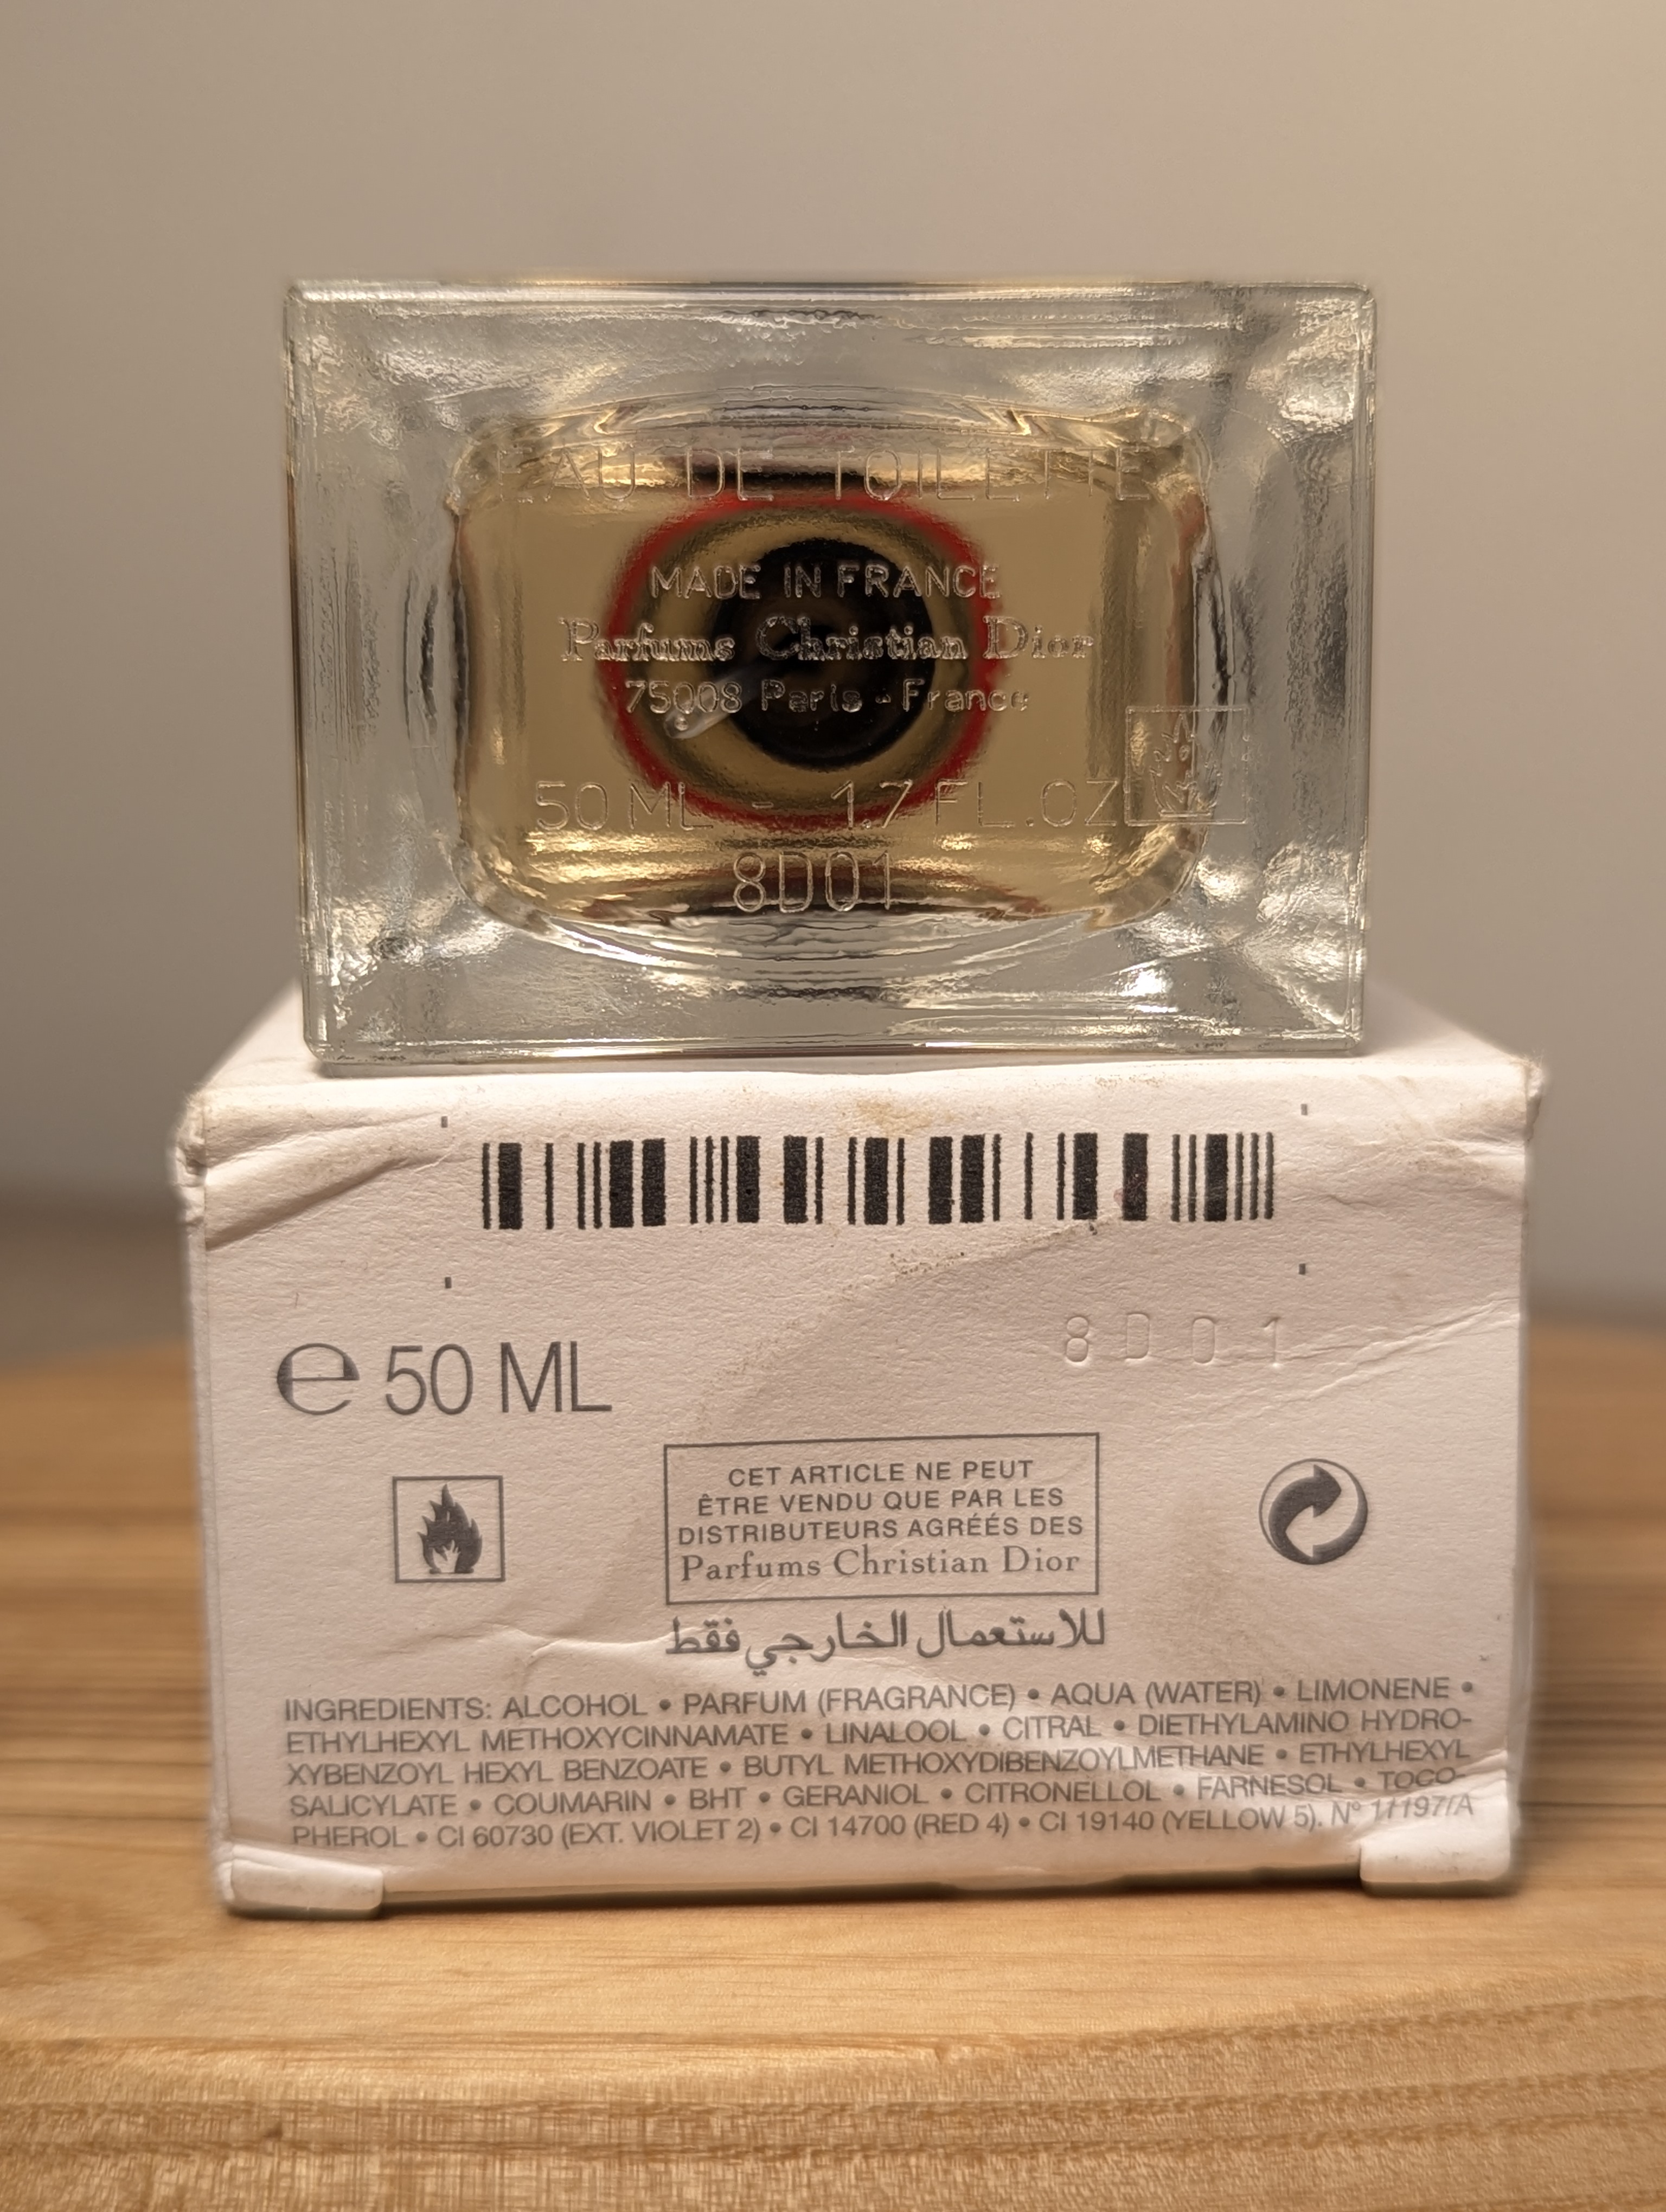 EAU DE TOILETTE
MADE IN FRANCE
Parfums Christian Dior
75008 Paris - France
50 ML - 1.7 FL.OZ
8D01
8D01
℮ 50 ML
CET ARTICLE NE PEUT
ÊTRE VENDU QUE PAR LES
DISTRIBUTEURS AGRÉÉS DES
Parfums Christian Dior
للاستعمال الخارجي فقط
INGREDIENTS: ALCOHOL • PARFUM (FRAGRANCE) • AQUA (WATER) • LIMONENE •
ETHYLHEXYL METHOXYCINNAMATE • LINALOOL • CITRAL • DIETHYLAMINO HYDRO-
XYBENZOYL HEXYL BENZOATE • BUTYL METHOXYDIBENZOYLMETHANE • ETHYLHEXYL
SALICYLATE • COUMARIN • BHT • GERANIOL • CITRONELLOL • FARNESOL • TOCO-
PHEROL • CI 60730 (EXT. VIOLET 2) • CI 14700 (RED 4) • CI 19140 (YELLOW 5). N°